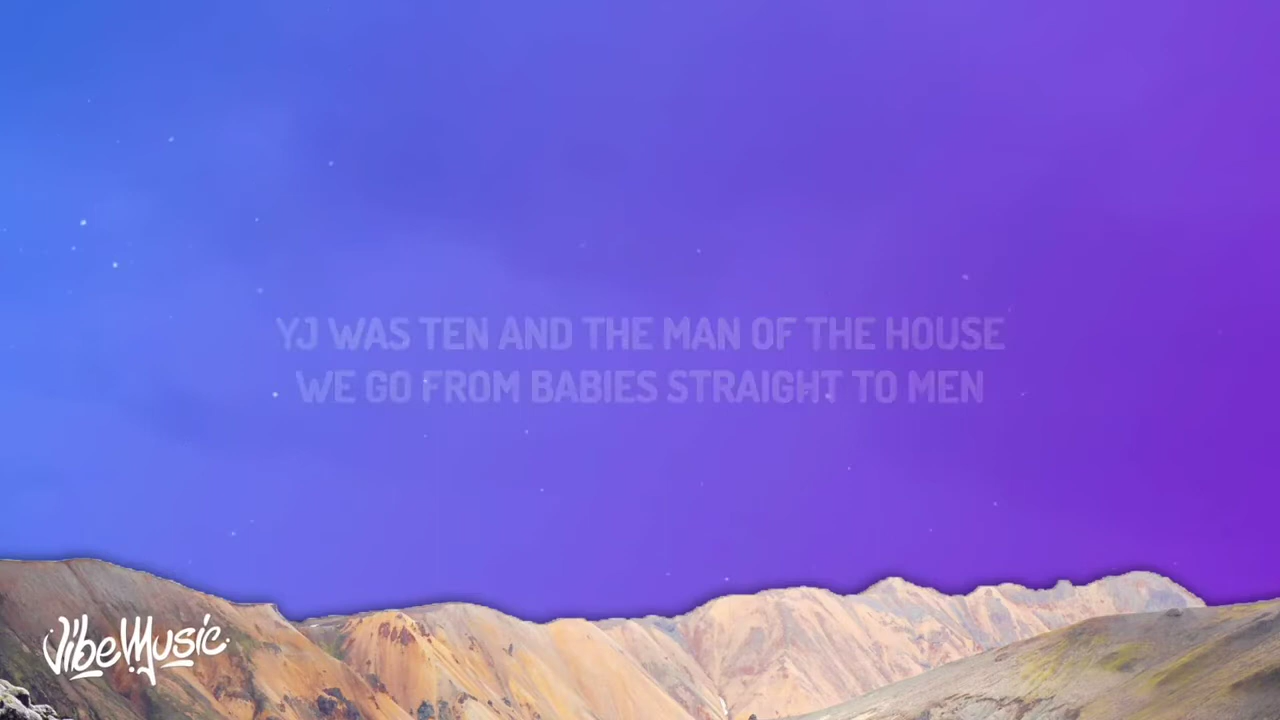 YJ WAS TEN AND THE MAN OF THE HOUSE
WE GO FROM BABIES STRAIGHT TO MEN
VibeMusic